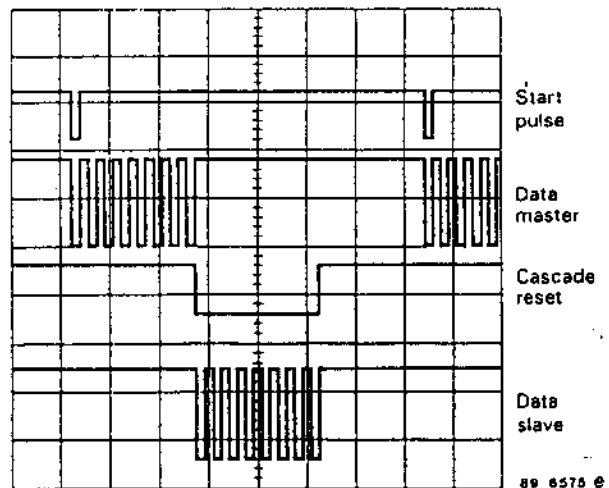 Start
pulse
Data
master
Cascade
reset
Data
slave
89 6575 e